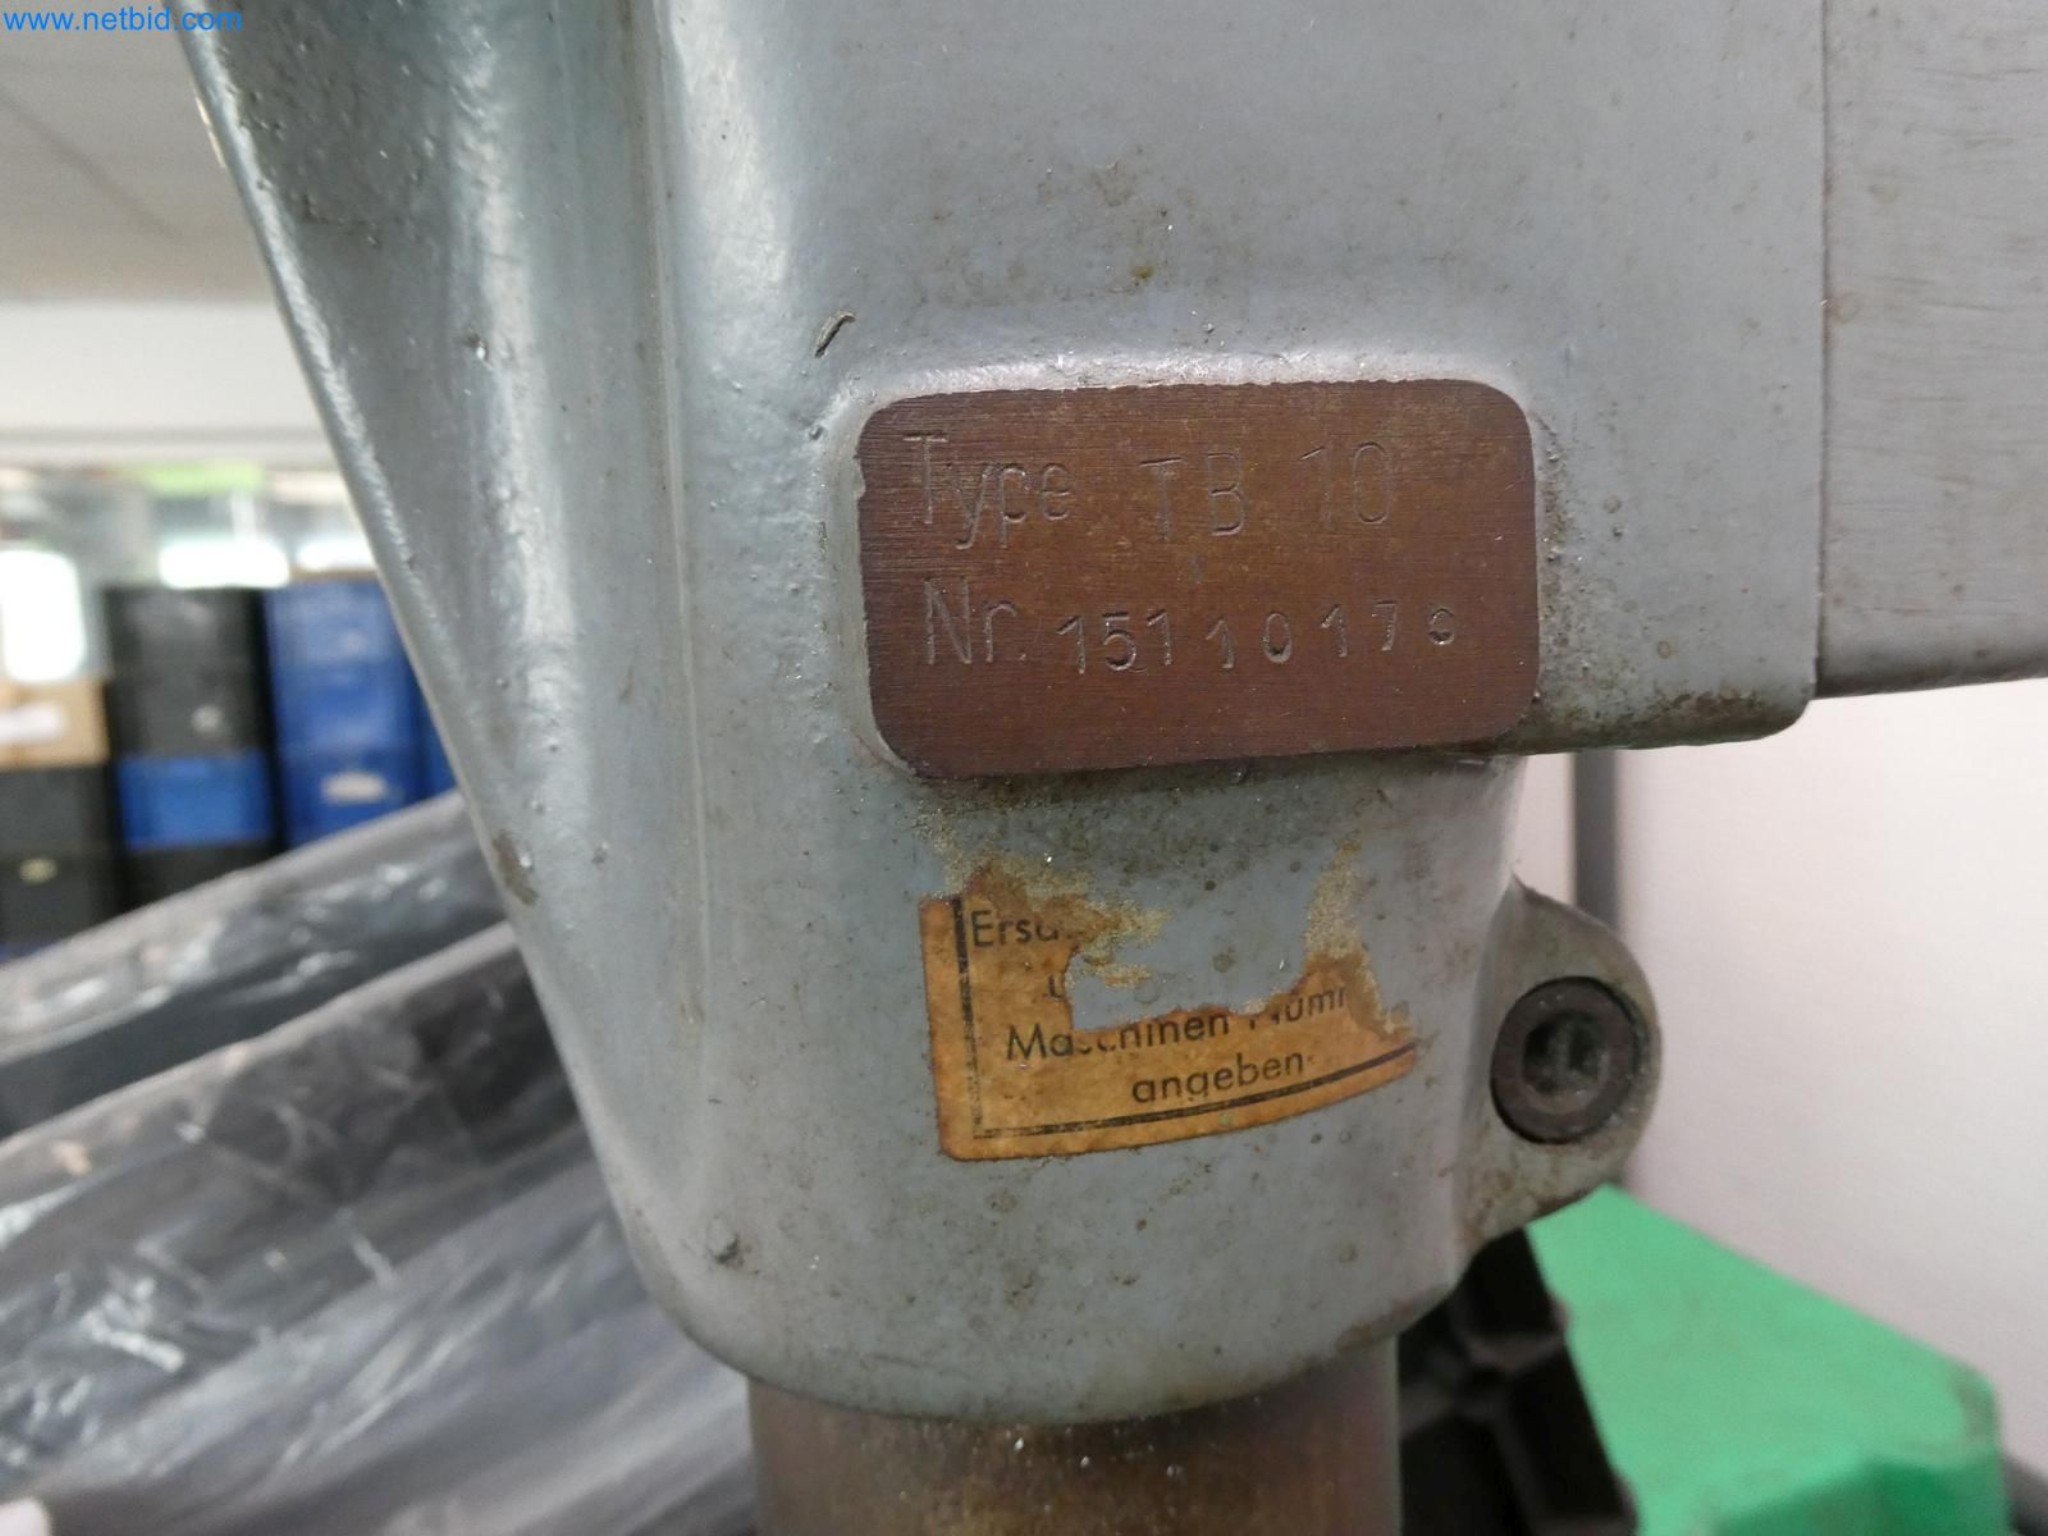 www.netbid.com
Type TB 10
Nr. 1511017
Maschinen
angeben